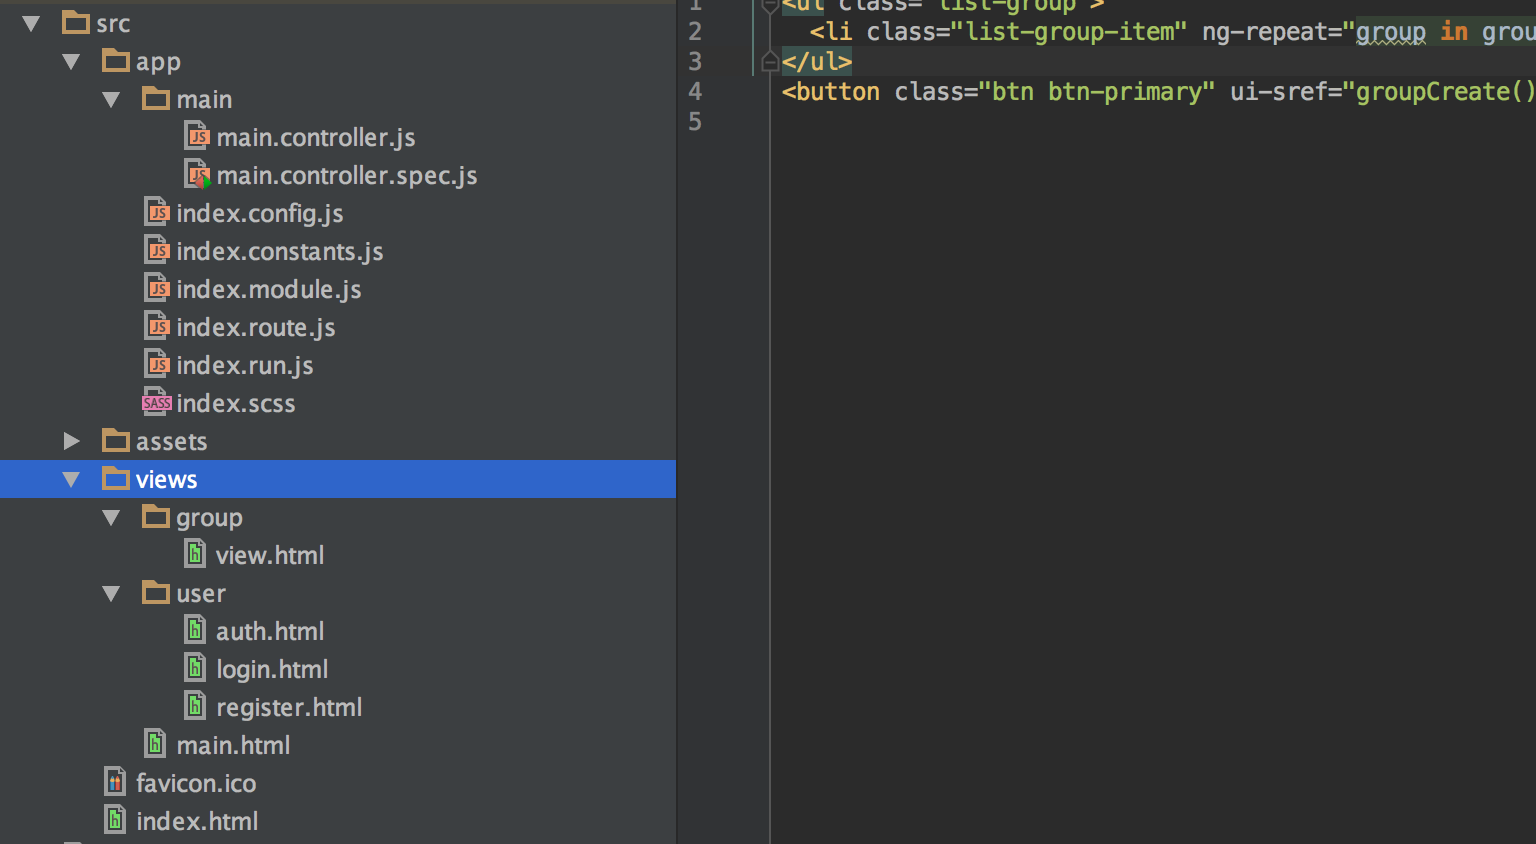 src
app
main
main.controller.js
main.controller.spec.js
index.config.js
index.constants.js
index.module.js
index.route.js
index.run.js
index.scss
assets
views
group
view.html
user
auth.html
login.html
register.html
main.html
favicon.ico
index.html
1 <ul class="list-group">
2 <li class="list-group-item" ng-repeat="group in grou
3 </ul>
4 <button class="btn btn-primary" ui-sref="groupCreate()
5